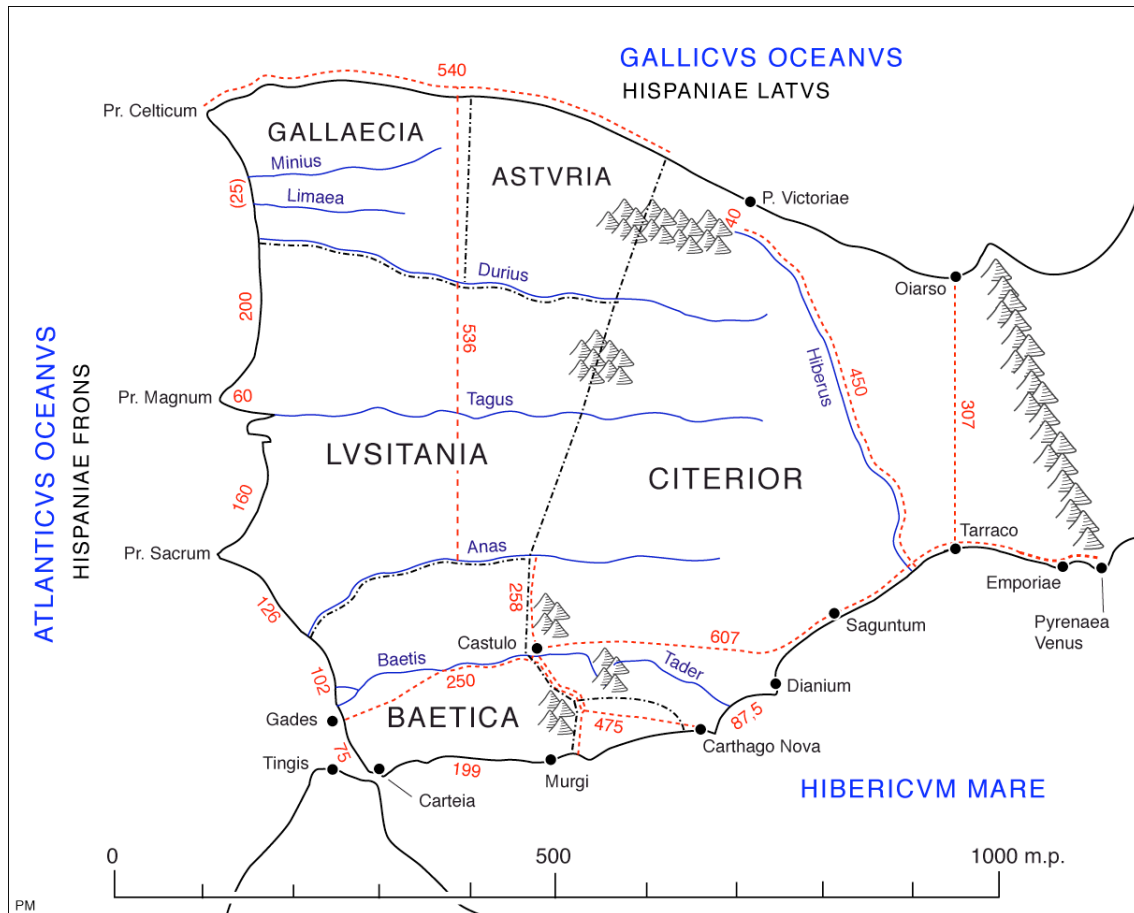 GALLICVS OCEANVS
HISPANIAE LATVS
540
Pr. Celticum
GALLAECIA
Minius
ASTVRIA
(25)
Limaea
P. Victoriae
40
Durius
Oiarso
200
536
Hiberus
450
307
ATLANTICVS OCEANVS
HISPANIAE FRONS
Pr. Magnum
60
Tagus
LVSITANIA
CITERIOR
160
Pr. Sacrum
Anas
Tarraco
Emporiae
258
126
Saguntum
Pyrenaea
Venus
Castulo
607
Baetis
Tader
250
102
Dianium
BAETICA
Gades
475
87.5
Carthago Nova
75
Tingis
199
Murgi
Carteia
HIBERICVM MARE
0
500
1000 m.p.
PM